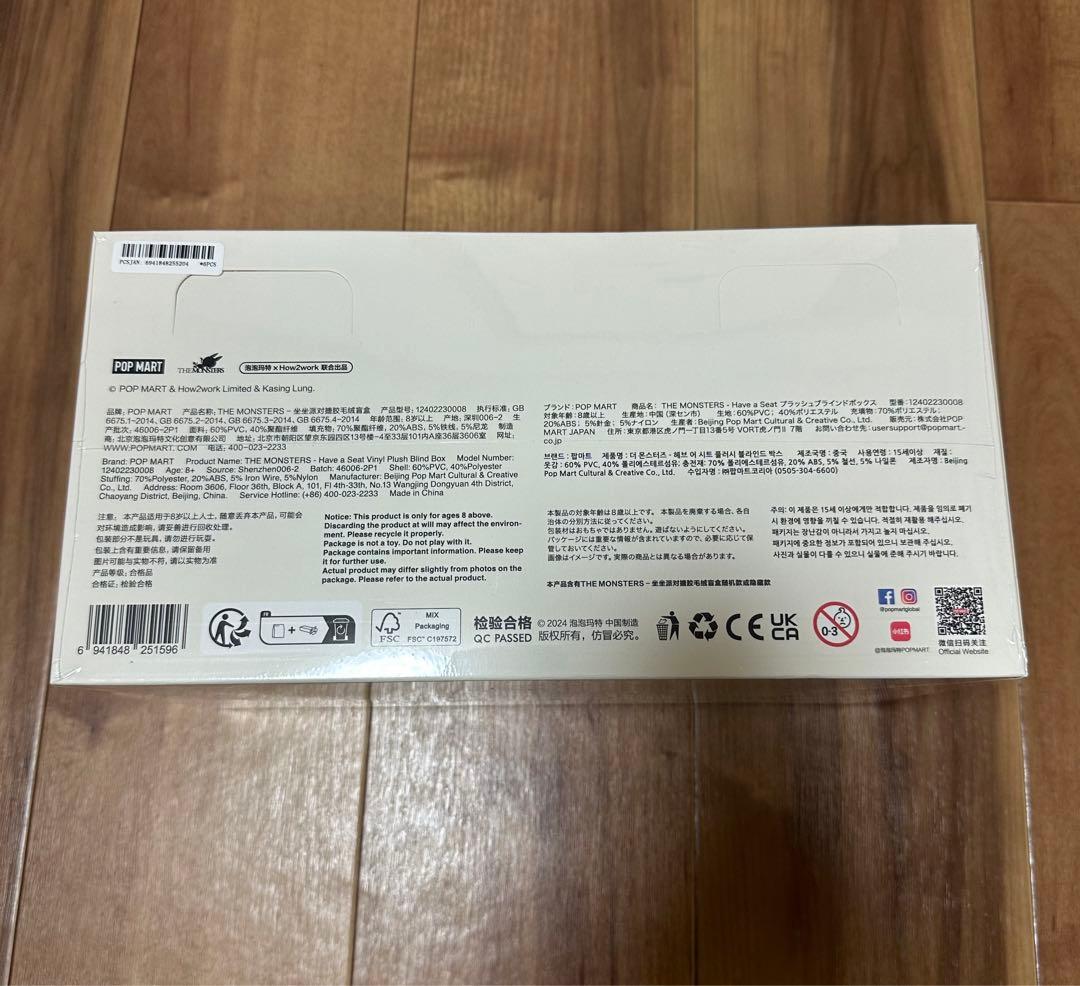 PCSJAN: 6941848255204 *6PCS
POP MART THE MONSTERS 泡泡玛特 × How2work 联合出品
© POP MART & How2work Limited & Kasing Lung.
品牌: POP MART 产品名称: THE MONSTERS – 坐坐派对搪胶毛绒盲盒 产品型号: 12402230008 执行标准: GB
6675.1–2014、GB 6675.2–2014、GB 6675.3–2014、GB 6675.4–2014 年龄范围: 8岁以上 产地: 深圳006–2 生
产批次: 46006-2P1 面料: 60%PVC, 40%聚酯纤维 填充物: 70%聚酯纤维, 20%ABS, 5%铁线, 5%尼龙 制造
商: 北京泡泡玛特文化创意有限公司 地址: 北京市朝阳区望京东园四区13号楼–4至33层101内A座36层3606室 网址:
WWW.POPMART. COM 电话: 400-023-2233
Brand: POP MART Product Name: THE MONSTERS - Have a Seat Vinyl Plush Blind Box Model Number:
12402230008 Age: 8+ Source: Shenzhen006-2 Batch: 46006-2P1 Shell: 60%PVC, 40%Polyester
Stuffing: 70%Polyester, 20%ABS, 5% Iron Wire, 5%Nylon Manufacturer: Beijing Pop Mart Cultural & Creative
Co., Ltd. Address: Room 3606, Floor 36th, Block A, 101, Fl 4th-33th, No.13 Wangjing Dongyuan 4th District,
Chaoyang District, Beijing, China. Service Hotline: (+86) 400-023-2233 Made in China
ブランド: POP MART 商品名: THE MONSTERS - Have a Seat プラッシュブラインドボックス 型番: 12402230008
対象年齢: 8歳以上 生産地: 中国 (深セン市) 生地: 60%PVC; 40%ポリエステル 充填物: 70%ポリエステル;
20%ABS; 5%針金; 5%ナイロン 生産者: Beijing Pop Mart Cultural & Creative Co., Ltd. 販売元: 株式会社POP
MART JAPAN 住所: 東京都港区虎ノ門一丁目13番5号 VORT虎ノ門II 7階 お問い合わせ先: usersupport@popmart-
co.jp
브랜드 : 팝마트 제품명 : 더 몬스터즈 - 해브 어 시트 플러시 블라인드 박스 제조국명 : 중국 사용연령 : 15세이상 재질 :
옷감 : 60% PVC, 40% 폴리에스테르섬유; 충전재: 70% 폴리에스테르섬유, 20% ABS, 5% 철선, 5% 나일론 제조자명 : Beijing
Pop Mart Cultural & Creative Co., Ltd. 수입자명 : ㈜팝마트코리아 (0505-304-6600)
注意: 本产品适用于8岁以上人士, 随意丢弃本产品, 可能会
对环境造成影响, 请妥善进行回收处理。
包装部分不是玩具, 请勿进行玩耍。
包装上含有重要信息, 请保留备用
图片可能与实物不符, 请以实物为准
产品等级: 合格品
合格证: 检验合格
Notice: This product is only for ages 8 above.
Discarding the product at will may affect the environ-
ment. Please recycle it properly.
Package is not a toy. Do not play with it.
Package contains important information. Please keep
it for further use.
Actual product may differ slightly from photos on the
package. Please refer to the actual product.
本製品の対象年齢は8歳以上です。 本製品を廃棄する場合、各自
治体の分別方法に従ってください。
包装材はおもちゃではありません。遊ばないようにしてください。
パッケージには重要な情報が含まれていますので、必要に応じて保
管しておいてください。
画像はイメージです。実際の商品とは異なる場合があります。
주의: 이 제품은 15세 이상에게만 적합합니다. 제품을 임의로 폐기
시 환경에 영향을 끼칠 수 있습니다. 적절히 재활용 해주십시오.
패키지는 장난감이 아니라서 가지고 놀지 마십시오.
패키지에 중요한 정보가 포함되어 있으니 보관해 주십시오.
사진과 실물이 다를 수 있으니 실물에 준해 주시기 바랍니다.
本产品含有THE MONSTERS – 坐坐派对搪胶毛绒盲盒随机款或隐藏款
6 941848 251596
FR
FSC
MIX
Packaging
FSC™ C197572
检验合格
QC PASSED
© 2024 泡泡玛特 中国制造
版权所有, 仿冒必究。
CE
UK
CA
0-3
@popmartglobal
小红书
@泡泡玛特POPMART
微信扫码关注
Official Website